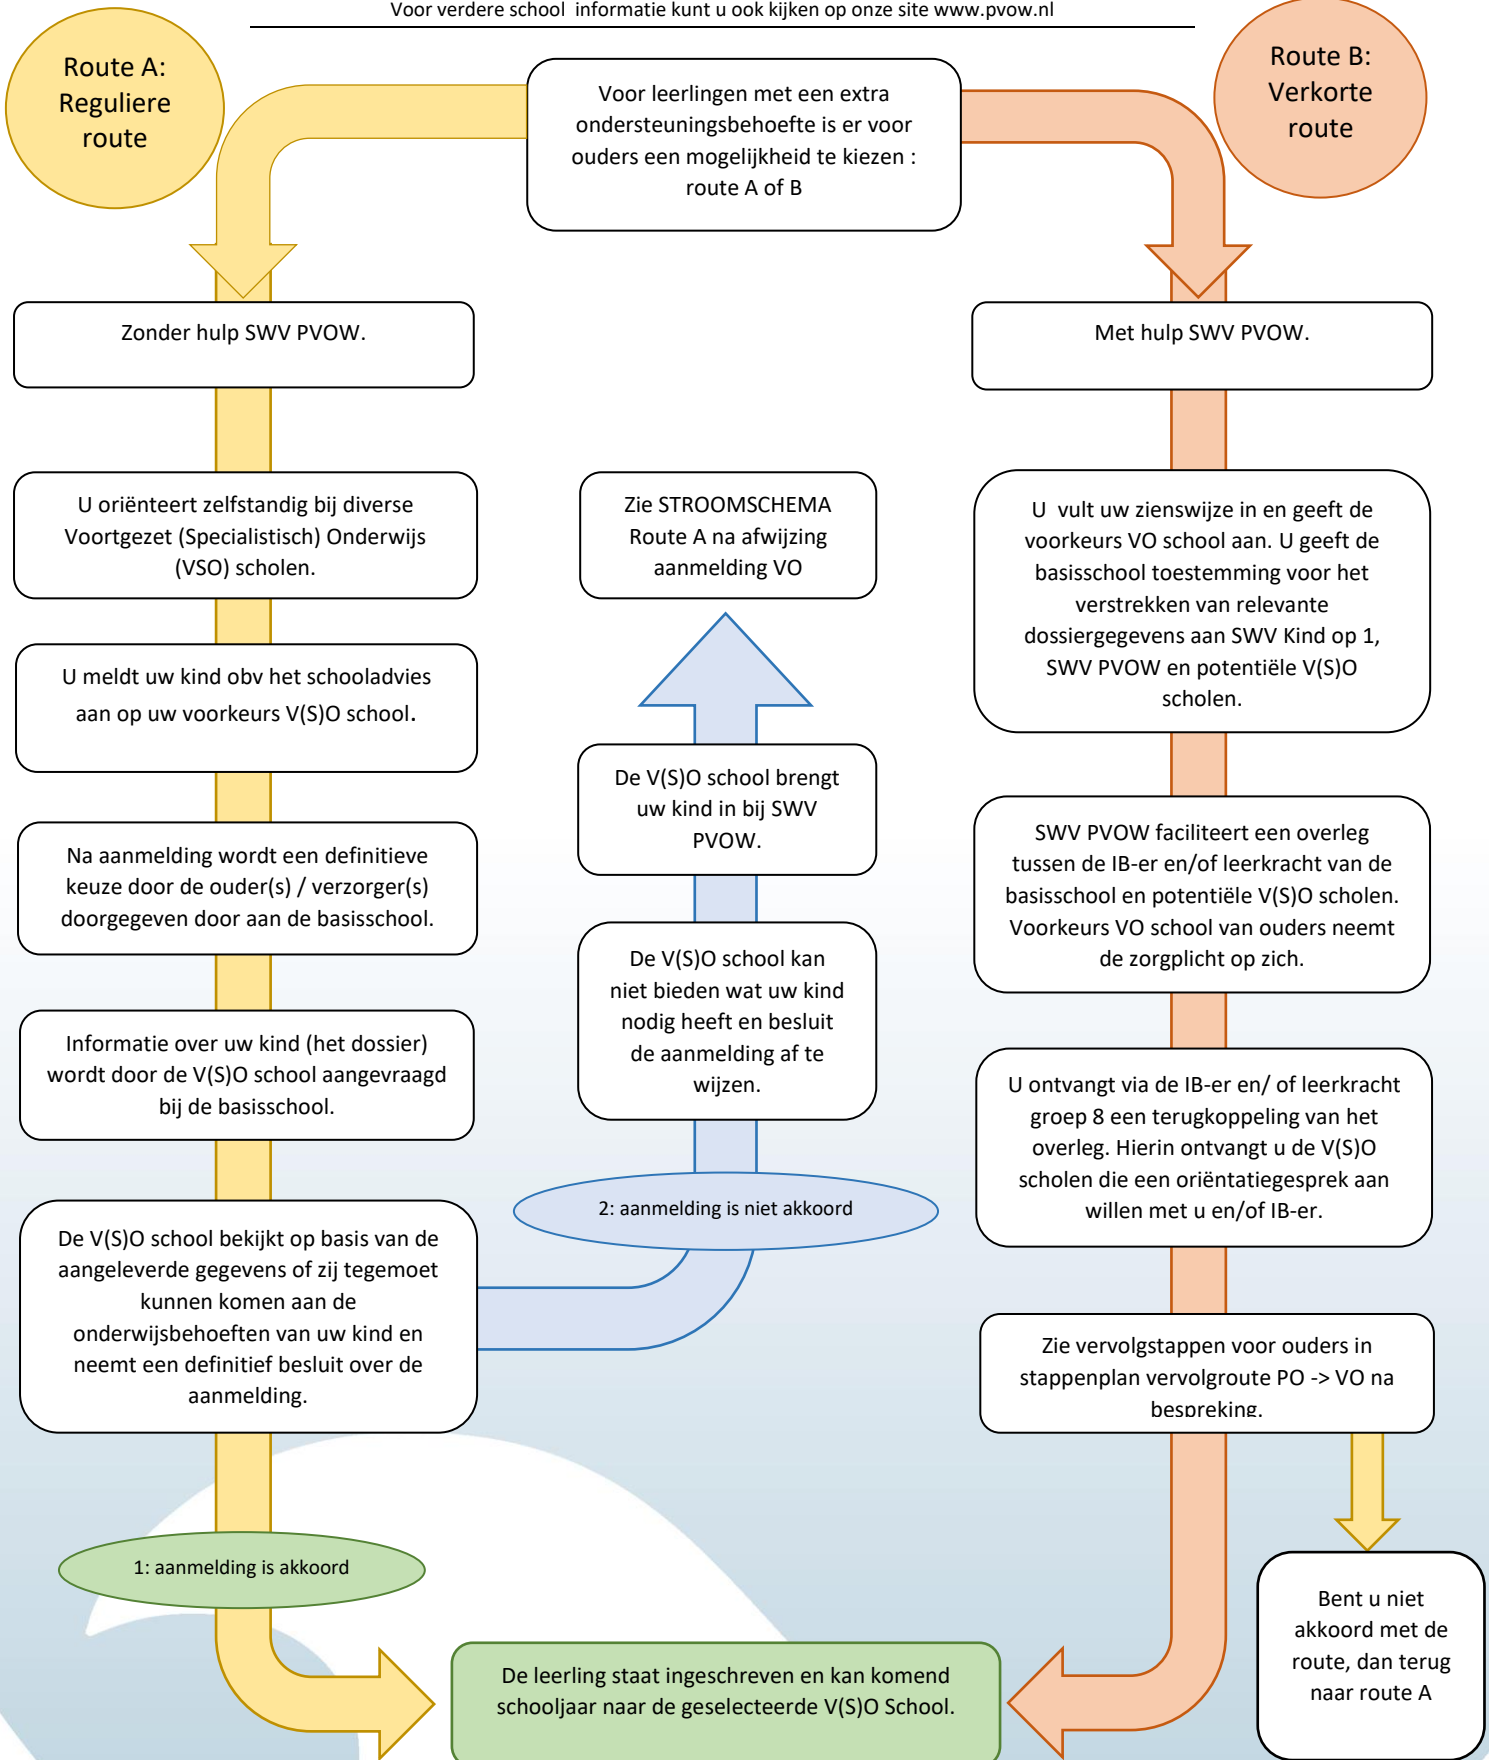 Voor verdere school informatie kunt u ook kijken op onze site www.pvow.nl
Route A:
Reguliere
route
Voor leerlingen met een extra
ondersteuningsbehoefte is er voor
ouders een mogelijkheid te kiezen :
route A of B
Route B:
Verkorte
route
Zonder hulp SWV PVOW.
U oriënteert zelfstandig bij diverse
Voortgezet (Specialistisch) Onderwijs
(VSO) scholen.
U meldt uw kind obv het schooladvies
aan op uw voorkeurs V(S)O school.
Na aanmelding wordt een definitieve
keuze door de ouder(s) / verzorger(s)
doorgegeven door aan de basisschool.
Informatie over uw kind (het dossier)
wordt door de V(S)O school aangevraagd
bij de basisschool.
De V(S)O school bekijkt op basis van de
aangeleverde gegevens of zij tegemoet
kunnen komen aan de
onderwijsbehoeften van uw kind en
neemt een definitief besluit over de
aanmelding.
1: aanmelding is akkoord
Zie STROOMSCHEMA
Route A na afwijzing
aanmelding VO
De V(S)O school brengt
uw kind in bij SWV
PVOW.
De V(S)O school kan
niet bieden wat uw kind
nodig heeft en besluit
de aanmelding af te
wijzen.
2: aanmelding is niet akkoord
Met hulp SWV PVOW.
U vult uw zienswijze in en geeft de
voorkeurs VO school aan. U geeft de
basisschool toestemming voor het
verstrekken van relevante
dossiergegevens aan SWV Kind op 1,
SWV PVOW en potentiële V(S)O
scholen.
SWV PVOW faciliteert een overleg
tussen de IB-er en/of leerkracht van de
basisschool en potentiële V(S)O scholen.
Voorkeurs VO school van ouders neemt
de zorgplicht op zich.
U ontvangt via de IB-er en/ of leerkracht
groep 8 een terugkoppeling van het
overleg. Hierin ontvangt u de V(S)O
scholen die een oriëntatiegesprek aan
willen met u en/of IB-er.
Zie vervolgstappen voor ouders in
stappenplan vervolgroute PO -> VO na
bespreking.
Bent u niet
akkoord met de
route, dan terug
naar route A
De leerling staat ingeschreven en kan komend
schooljaar naar de geselecteerde V(S)O School.